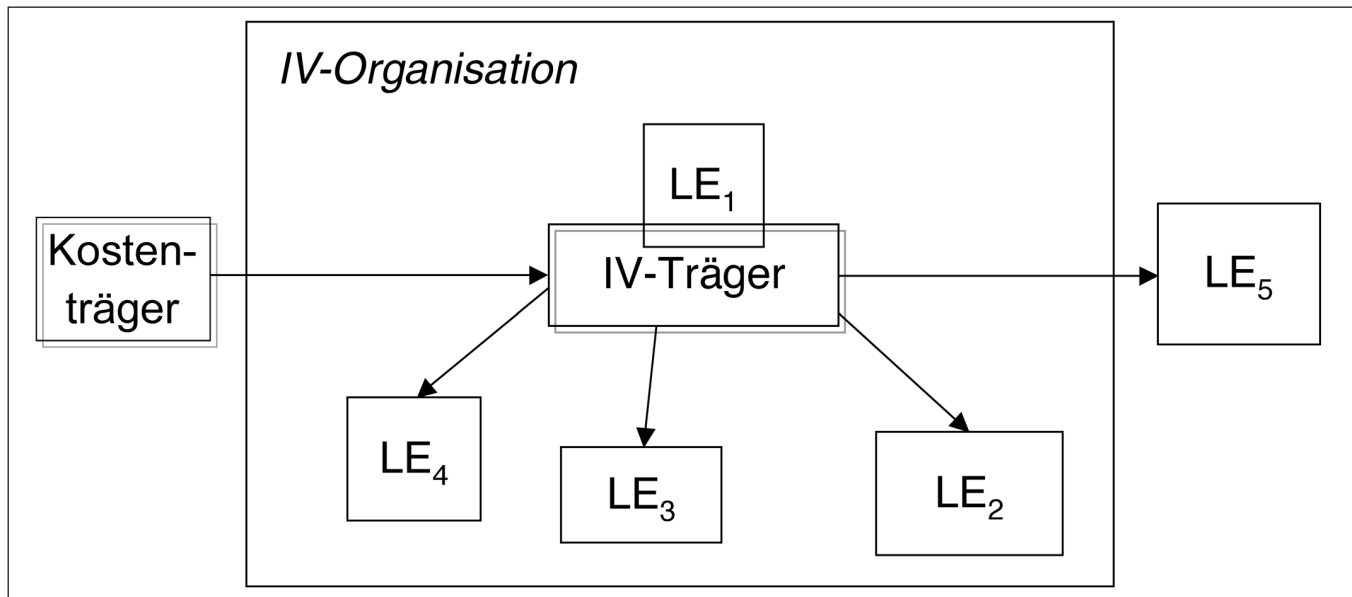 IV-Organisation
LE₁
Kosten-
träger
IV-Träger
LE₅
LE₄
LE₃
LE₂